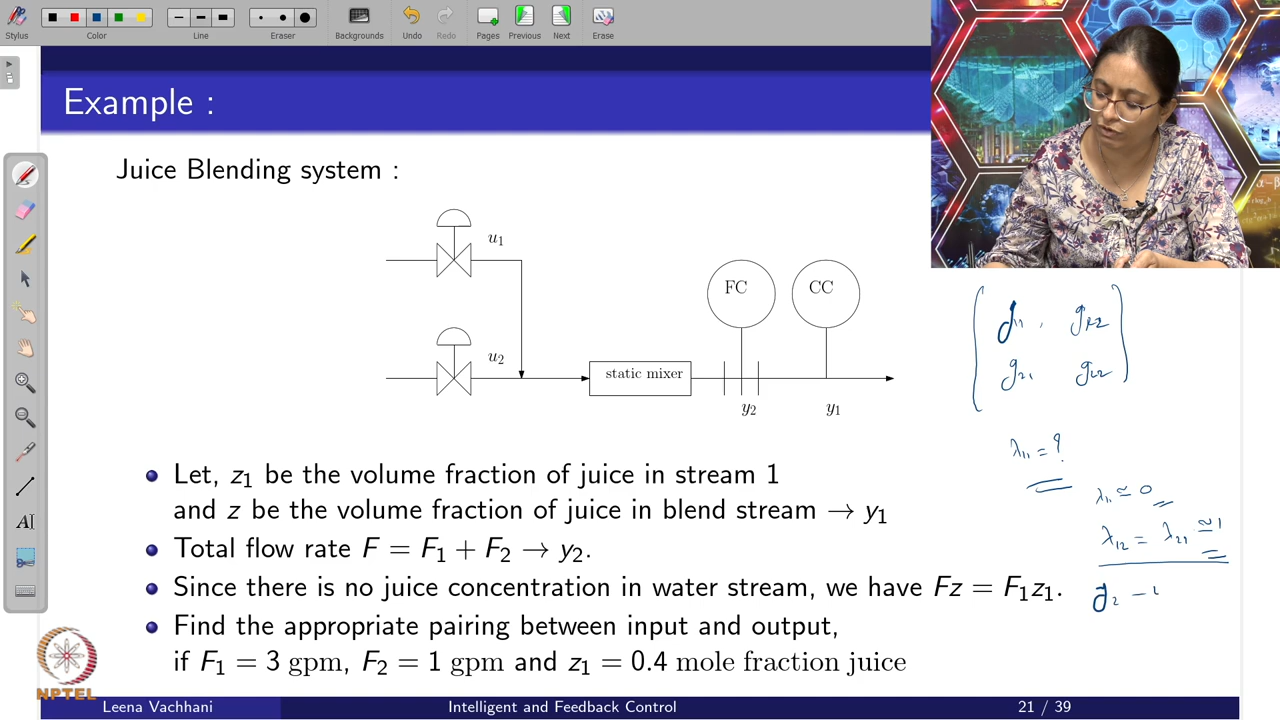 Stylus
Color
Line
Eraser
Backgrounds
Undo
Redo
Pages
Previous
Next
Erase
Example :
Juice Blending system :
u1
u2
static mixer
FC
CC
y2
y1
g11 g12
g21 g22
λ11 = ?
λ11 ≃ 0
λ12 = λ21 ≃ 1
Let, z1 be the volume fraction of juice in stream 1
and z be the volume fraction of juice in blend stream → y1
Total flow rate F = F1 + F2 → y2.
Since there is no juice concentration in water stream, we have Fz = F1z1.
Find the appropriate pairing between input and output,
if F1 = 3 gpm, F2 = 1 gpm and z1 = 0.4 mole fraction juice
AI
NPTEL
Leena Vachhani Intelligent and Feedback Control 21 / 39